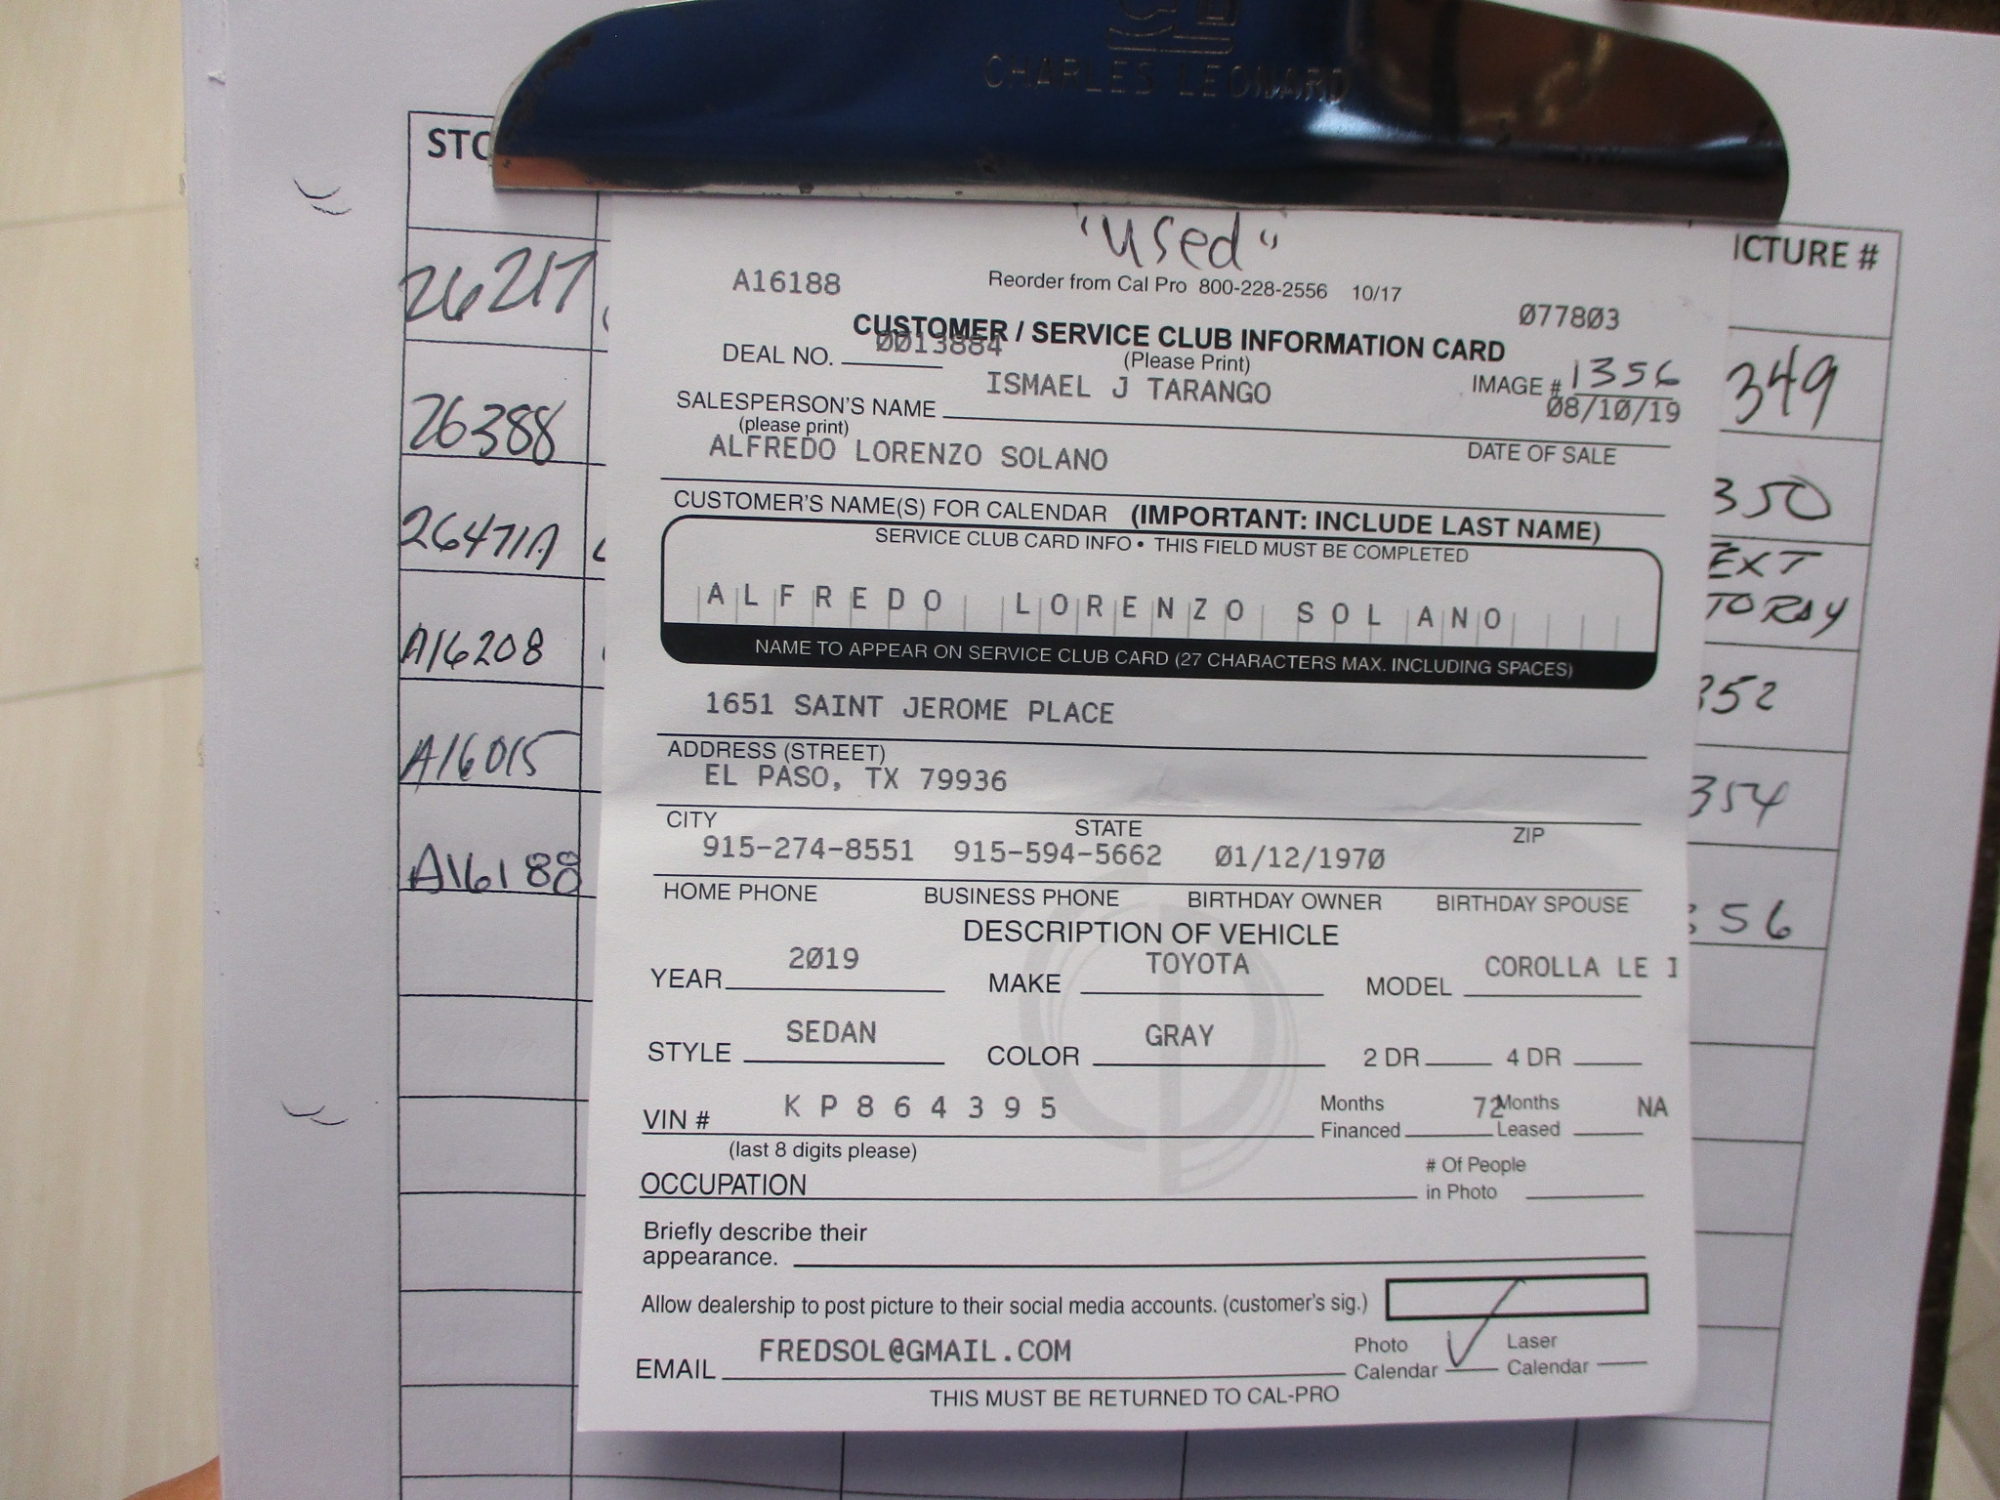 CHARLES LEONARD
ICTURE #
26217
26388
26471A
A16208
A16015
A16188
349
350
EXT
TO RAY
352
354
356
"Used"
A16188
Reorder from Cal Pro 800-228-2556 10/17
077803
CUSTOMER / SERVICE CLUB INFORMATION CARD
DEAL NO. 0013884
(Please Print)
IMAGE # 1356
SALESPERSON'S NAME ISMAEL J TARANGO
08/10/19
(please print)
DATE OF SALE
ALFREDO LORENZO SOLANO
CUSTOMER'S NAME(S) FOR CALENDAR (IMPORTANT: INCLUDE LAST NAME)
SERVICE CLUB CARD INFO • THIS FIELD MUST BE COMPLETED
ALFREDO LORENZO SOLANO
NAME TO APPEAR ON SERVICE CLUB CARD (27 CHARACTERS MAX. INCLUDING SPACES)
1651 SAINT JEROME PLACE
ADDRESS (STREET)
EL PASO, TX 79936
CITY STATE ZIP
915-274-8551 915-594-5662 01/12/1970
HOME PHONE BUSINESS PHONE BIRTHDAY OWNER BIRTHDAY SPOUSE
DESCRIPTION OF VEHICLE
YEAR 2019 MAKE TOYOTA MODEL COROLLA LE
STYLE SEDAN COLOR GRAY 2 DR 4 DR
VIN # KP864395 Months Financed 72 Months Leased NA
(last 8 digits please)
OCCUPATION # Of People in Photo
Briefly describe their
appearance.
Allow dealership to post picture to their social media accounts. (customer's sig.)
EMAIL FREDSOL@GMAIL.COM Photo Calendar Laser Calendar
THIS MUST BE RETURNED TO CAL-PRO